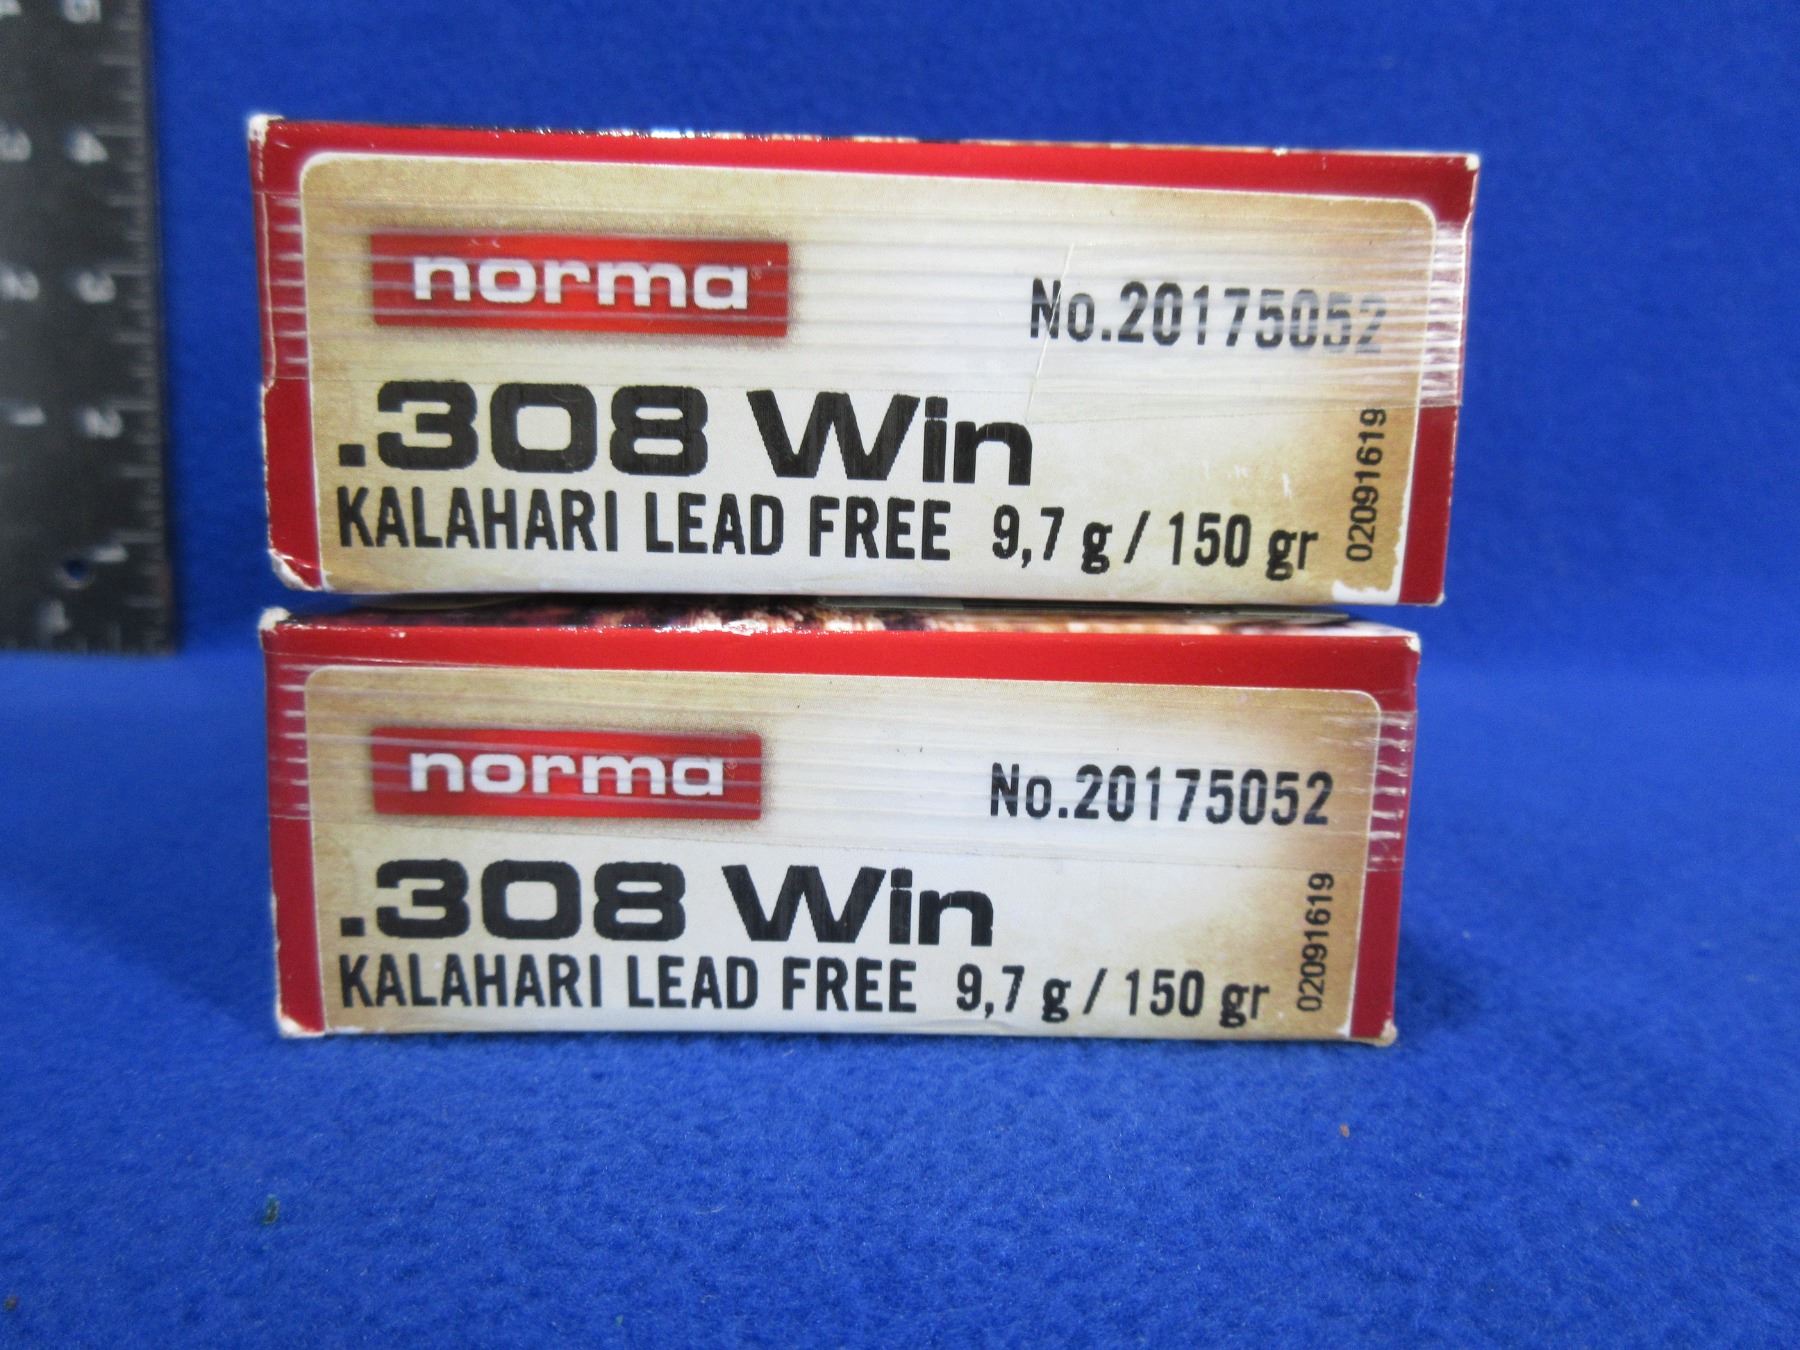 norma
No.20175052
.308 Win
02091619
KALAHARI LEAD FREE 9,7 g / 150 gr
norma
No.20175052
.308 Win
02091619
KALAHARI LEAD FREE 9,7 g / 150 gr